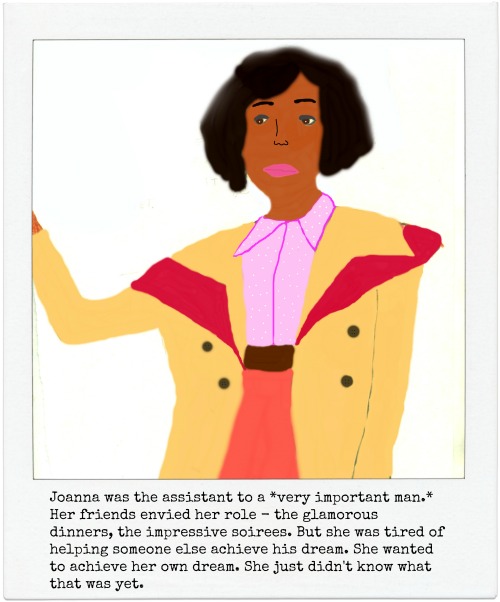 Joanna was the assistant to a *very important man.*
Her friends envied her role - the glamorous
dinners, the impressive soirees. But she was tired of
helping someone else achieve his dream. She wanted
to achieve her own dream. She just didn't know what
that was yet.